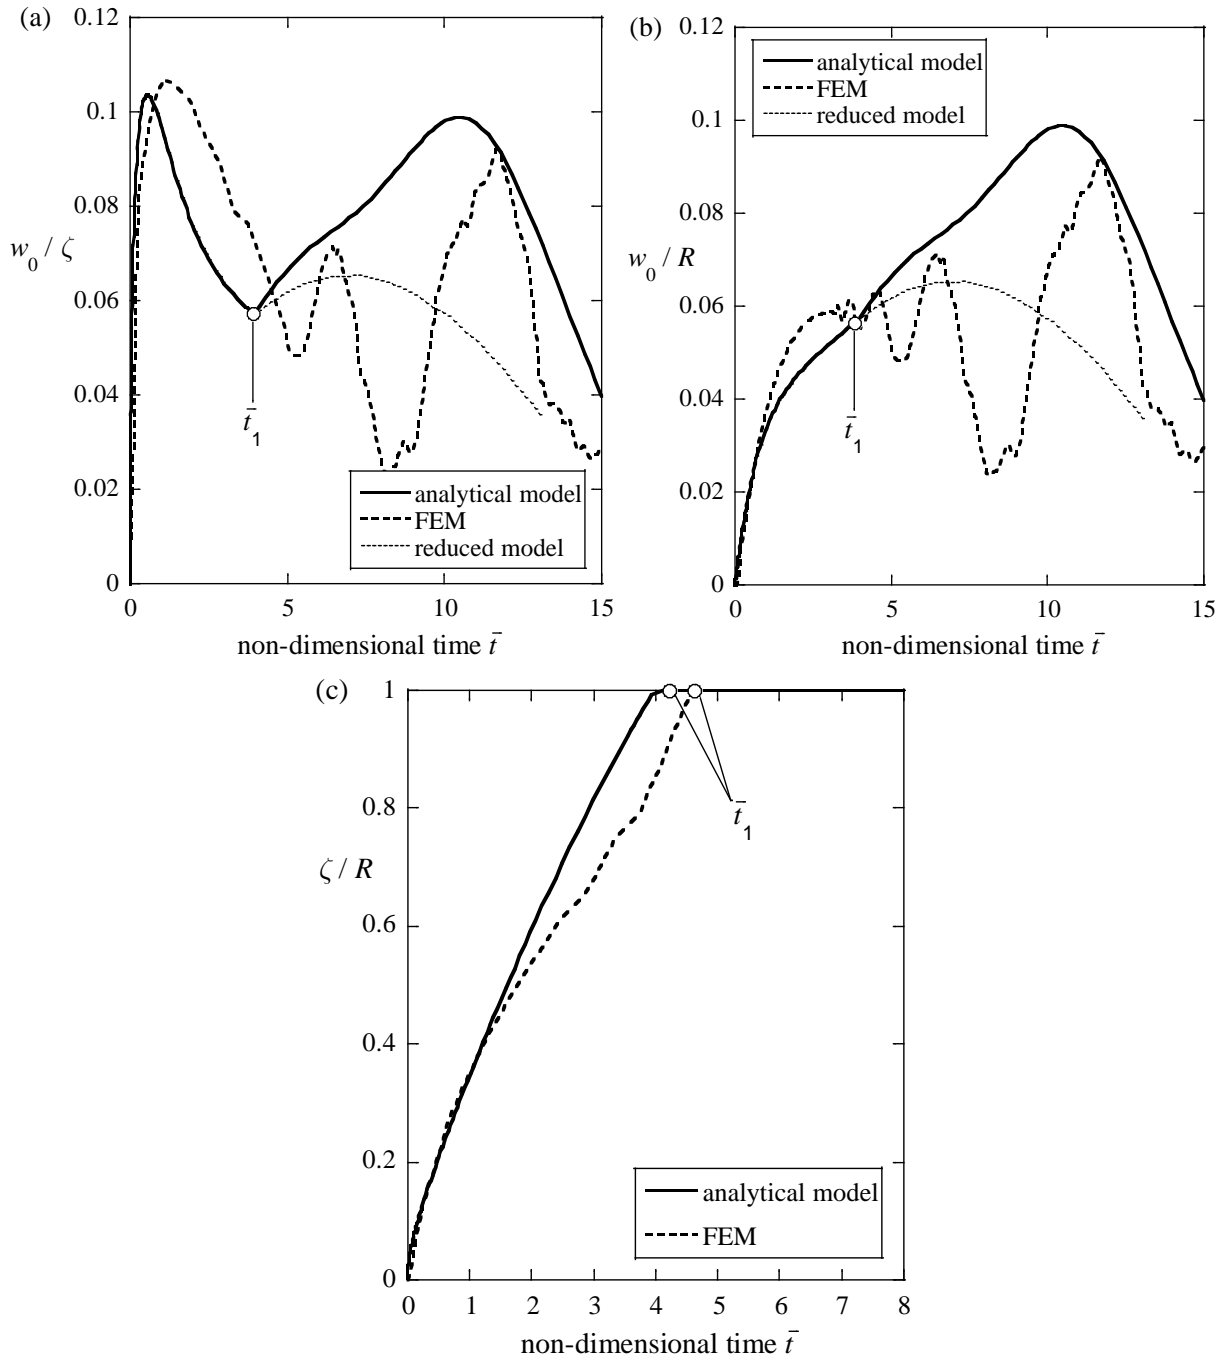 (a)
0.12
0.1
0.08
w₀ / ζ
0.06
0.04
0.02
0
t̄₁
analytical model
FEM
reduced model
0 5 10 15
non-dimensional time t̄
(b)
0.12
0.1
0.08
w₀ / R
0.06
0.04
0.02
0
analytical model
FEM
reduced model
t̄₁
0 5 10 15
non-dimensional time t̄
(c)
1
0.8
ζ / R
0.6
0.4
0.2
0
t̄₁
analytical model
FEM
0 1 2 3 4 5 6 7 8
non-dimensional time t̄